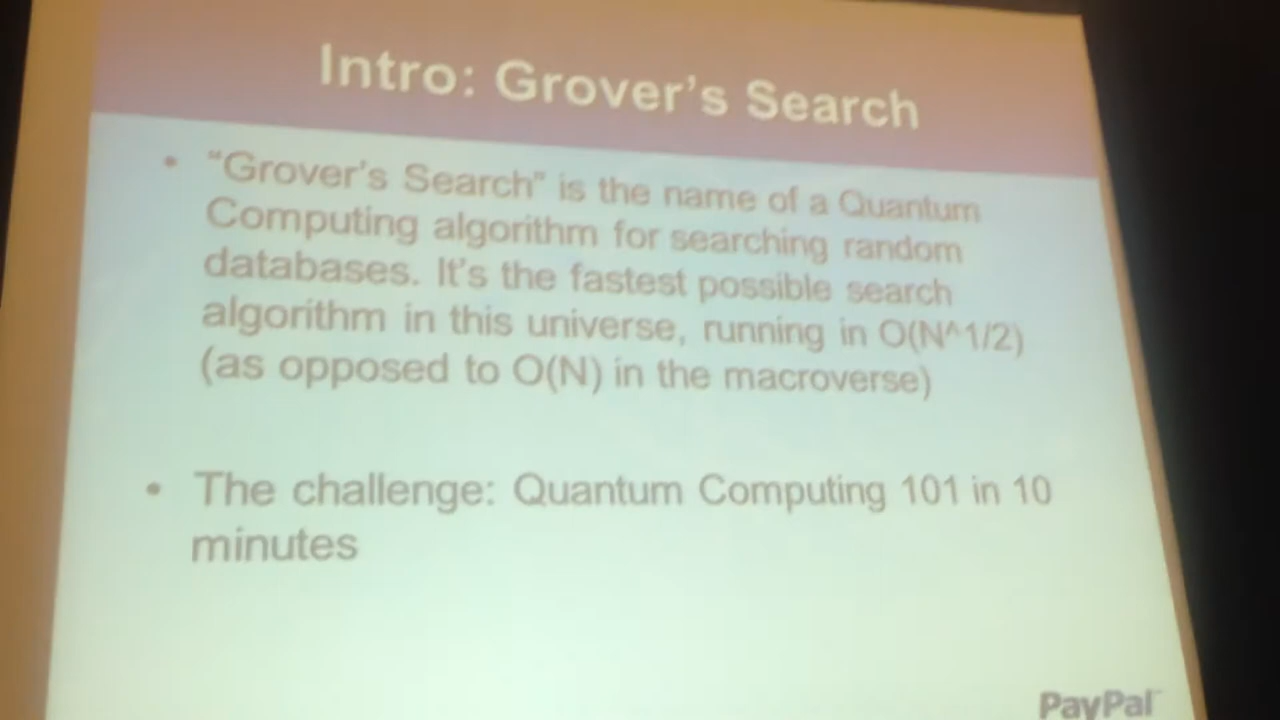 Intro: Grover's Search
• “Grover's Search” is the name of a Quantum
Computing algorithm for searching random
databases. It's the fastest possible search
algorithm in this universe, running in O(N^1/2)
(as opposed to O(N) in the macroverse)
• The challenge: Quantum Computing 101 in 10
minutes
PayPal™